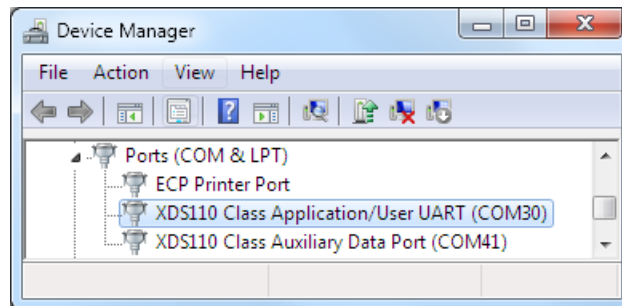 Device Manager
File Action View Help
Ports (COM & LPT)
ECP Printer Port
XDS110 Class Application/User UART (COM30)
XDS110 Class Auxiliary Data Port (COM41)